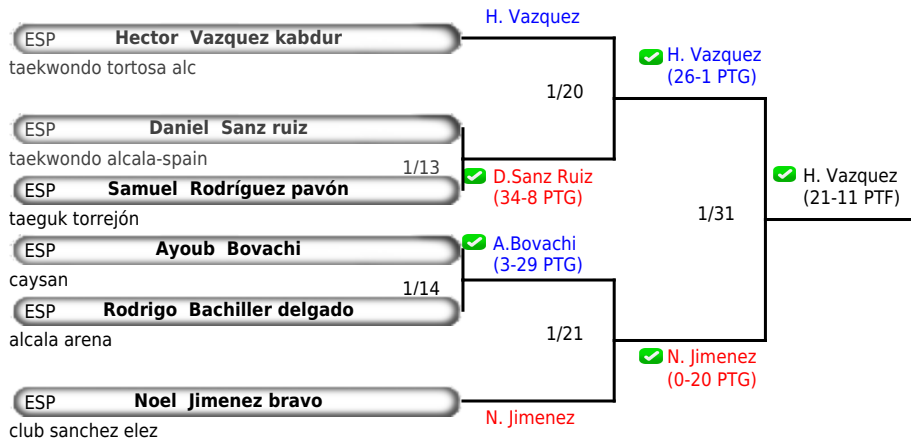 H. Vazquez
ESP Hector Vazquez kabdur
taekwondo tortosa alc
H. Vazquez
(26-1 PTG)
1/20
ESP Daniel Sanz ruiz
taekwondo alcala-spain
1/13
D.Sanz Ruiz
(34-8 PTG)
ESP Samuel Rodríguez pavón
taeguk torrejón
H. Vazquez
(21-11 PTF)
1/31
ESP Ayoub Bovachi
caysan
A.Bovachi
(3-29 PTG)
1/14
ESP Rodrigo Bachiller delgado
alcala arena
1/21
N. Jimenez
(0-20 PTG)
ESP Noel Jimenez bravo
club sanchez elez
N. Jimenez